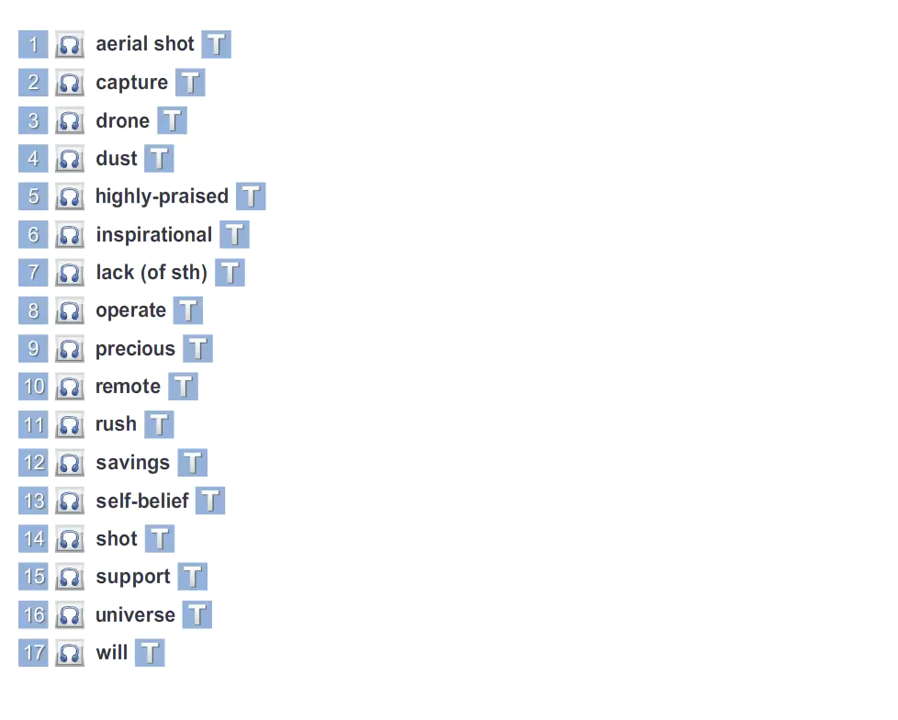 1 aerial shot T
2 capture T
3 drone T
4 dust T
5 highly-praised T
6 inspirational T
7 lack (of sth) T
8 operate T
9 precious T
10 remote T
11 rush T
12 savings T
13 self-belief T
14 shot T
15 support T
16 universe T
17 will T